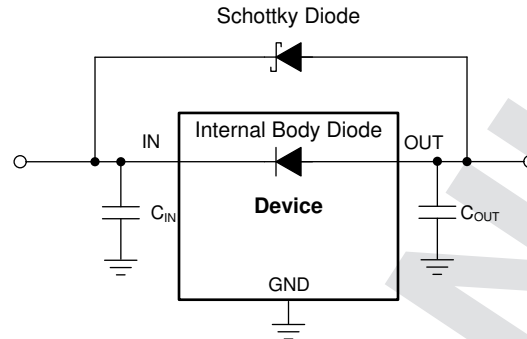 Schottky Diode
IN
Internal Body Diode
OUT
Device
CIN
COUT
GND